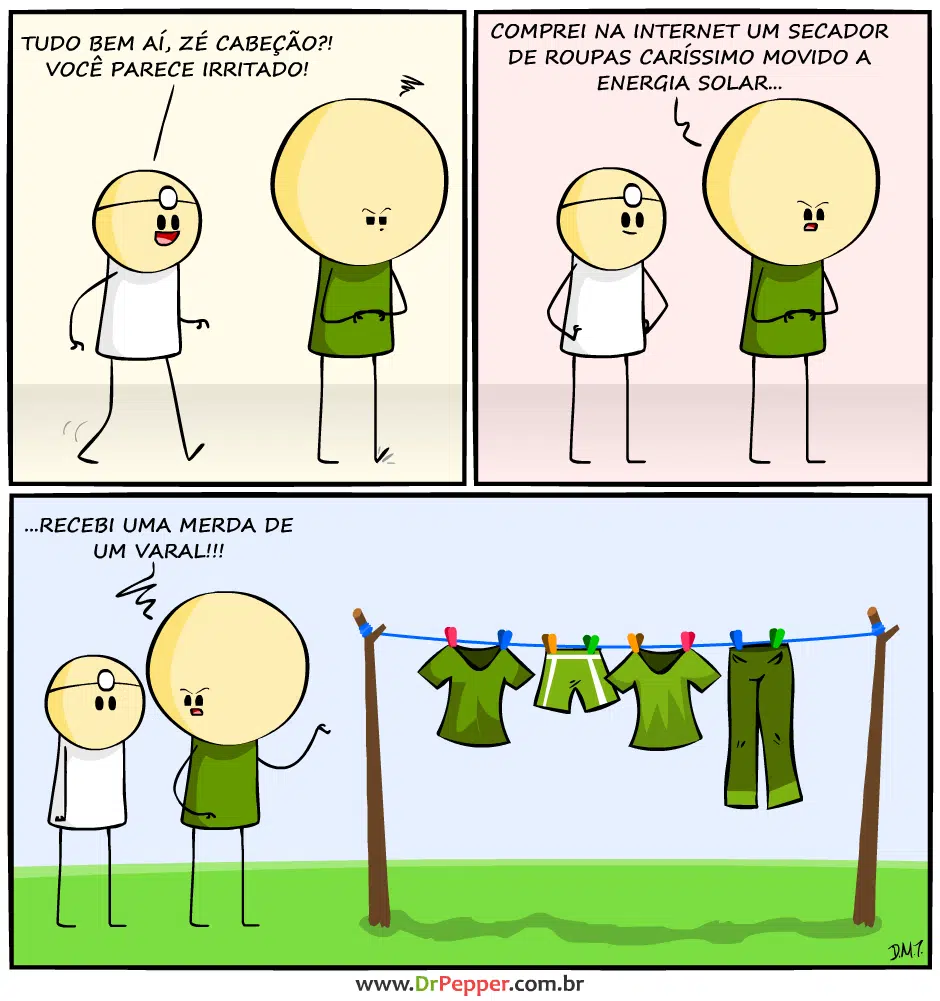 TUDO BEM AÍ, ZÉ CABEÇÃO?!
VOCÊ PARECE IRRITADO!
COMPREI NA INTERNET UM SECADOR
DE ROUPAS CARÍSSIMO MOVIDO A
ENERGIA SOLAR...
...RECEBI UMA MERDA DE
UM VARAL!!!
D.M.T.
www.DrPepper.com.br